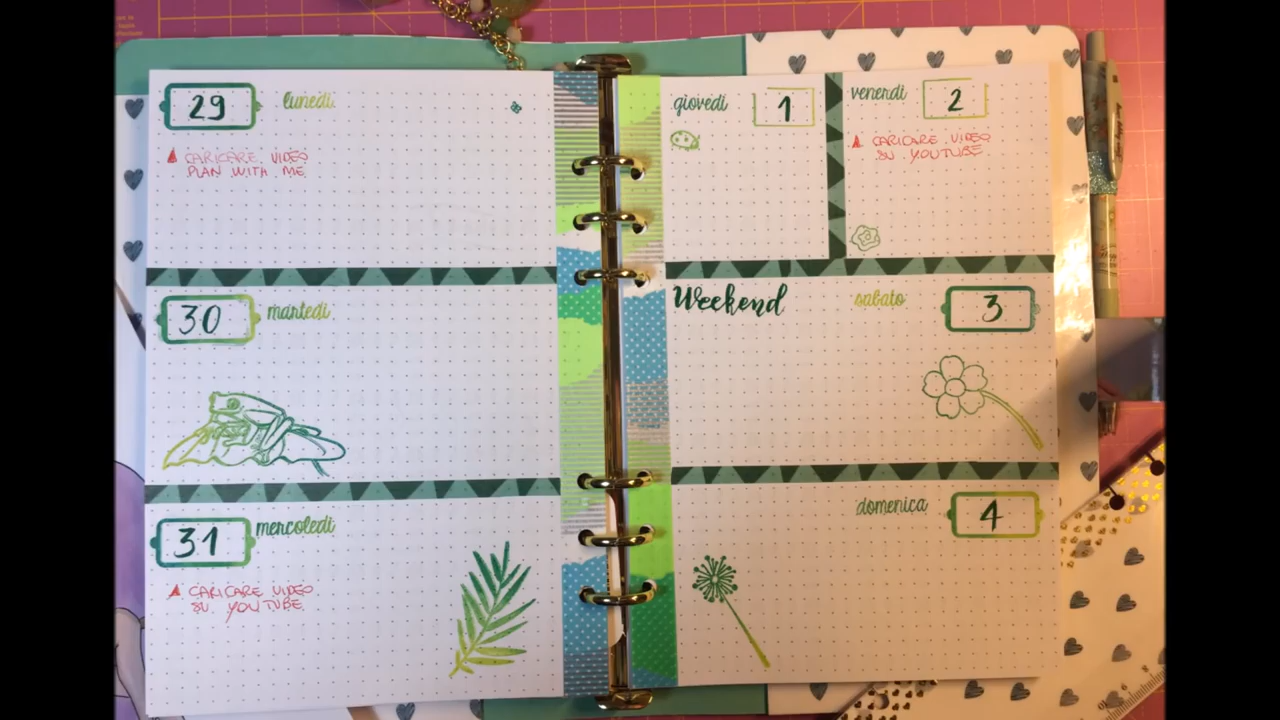 29 lunedì
CARICARE VIDEO
PLAN WITH ME
30 martedì
31 mercoledì
CARICARE VIDEO
SU YOUTUBE
giovedì 1
venerdì 2
CARICARE VIDEO
SU YOUTUBE
Weekend sabato 3
domenica 4